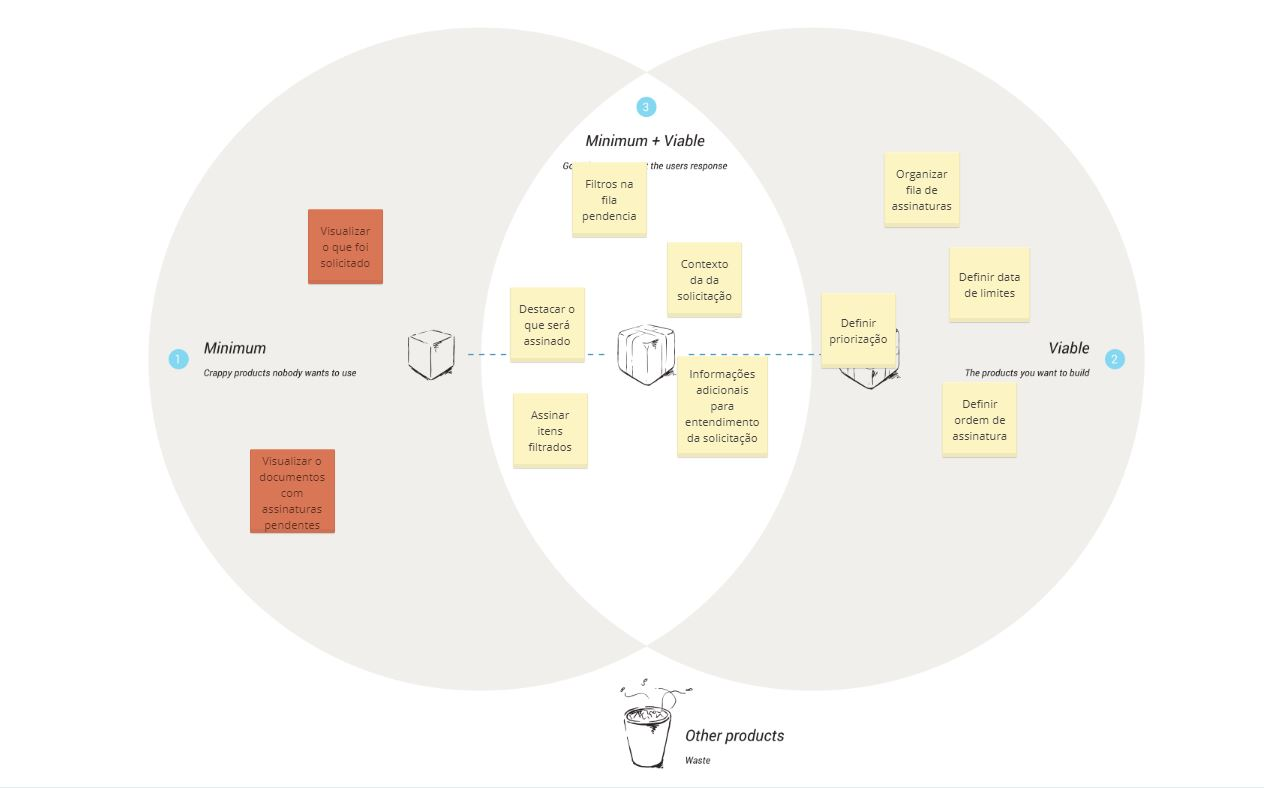 3
Minimum + Viable
the users response
Filtros na
fila
pendencia
Contexto
da da
solicitação
Destacar o
que será
assinado
Informações
adicionais
para
entendimento
da solicitação
Assinar
itens
filtrados
Visualizar
o que foi
solicitado
1
Minimum
Crappy products nobody wants to use
Visualizar o
documentos
com
assinaturas
pendentes
Organizar
fila de
assinaturas
Definir data
de limites
Definir
priorização
Viable
2
The products you want to build
Definir
ordem de
assinatura
Other products
Waste